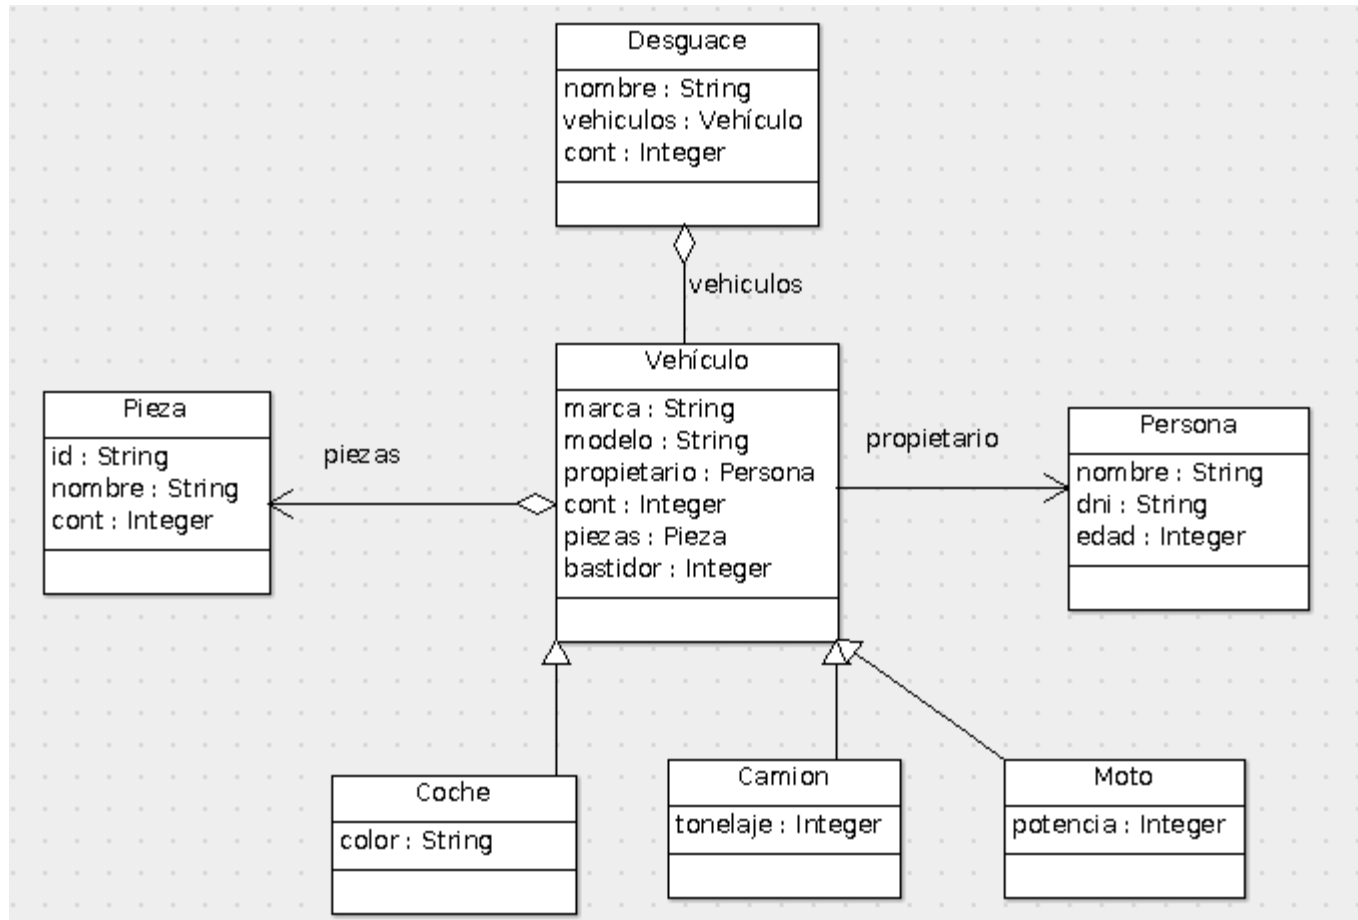 Desguace
nombre : String
vehiculos : Vehículo
cont : Integer
vehiculos
Vehículo
marca : String
modelo : String
propietario : Persona
cont : Integer
piezas : Pieza
bastidor : Integer
Pieza
id : String
nombre : String
cont : Integer
piezas
propietario
Persona
nombre : String
dni : String
edad : Integer
Coche
color : String
Camion
tonelaje : Integer
Moto
potencia : Integer